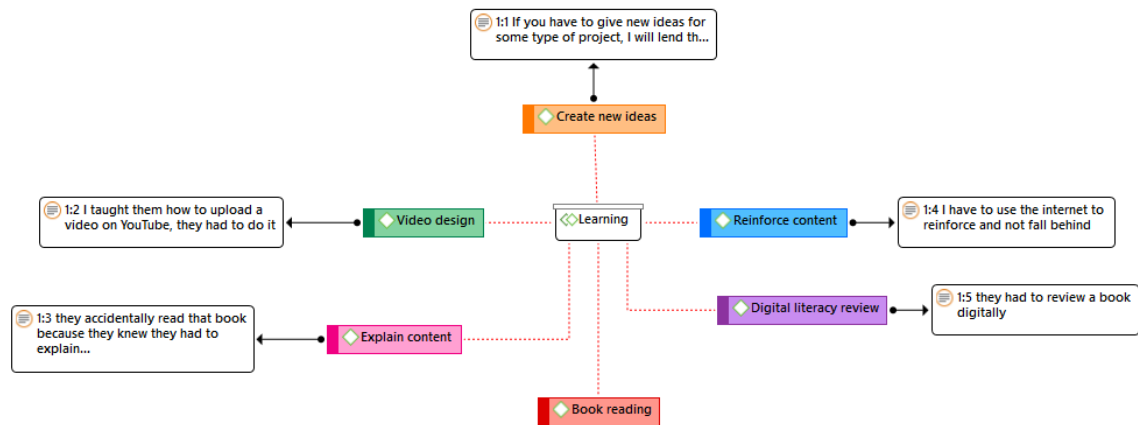 1:1 If you have to give new ideas for
some type of project, I will lend th...
Create new ideas
1:2 I taught them how to upload a
video on YouTube, they had to do it
Video design
Learning
Reinforce content
1:4 I have to use the internet to
reinforce and not fall behind
1:3 they accidentally read that book
because they knew they had to
explain...
Explain content
Digital literacy review
1:5 they had to review a book
digitally
Book reading